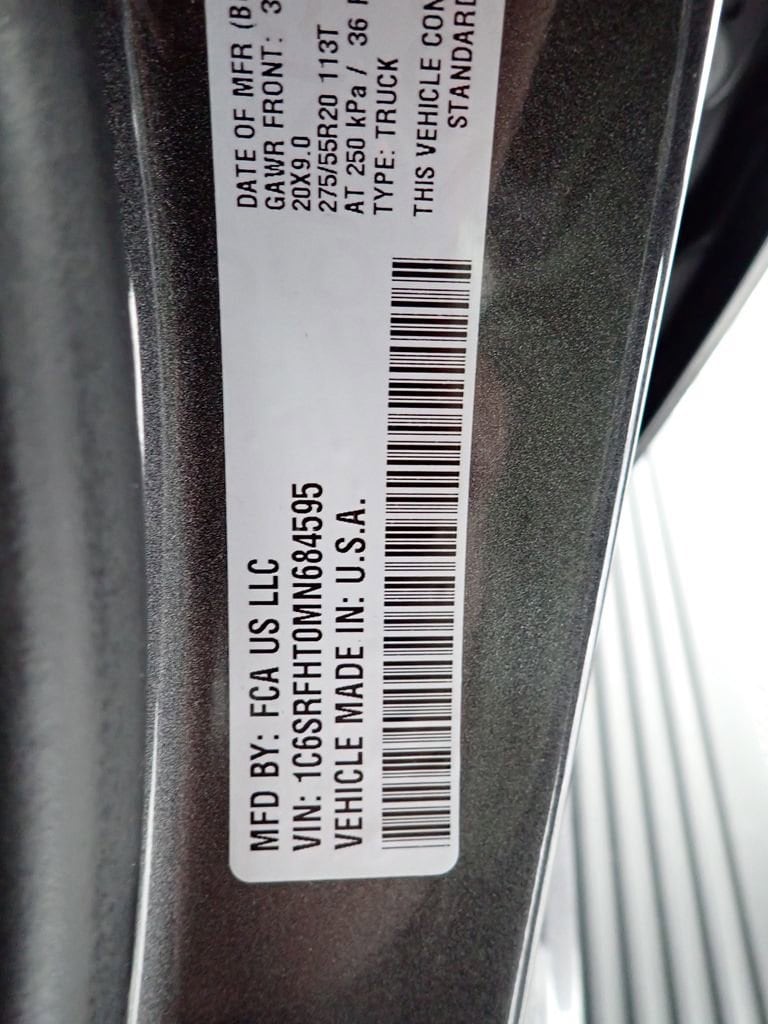 MFD BY: FCA US LLC
VIN: 1C6SRFHT0MN684595
VEHICLE MADE IN: U.S.A.
DATE OF MFR
GAWR FRONT:
20X9.0
275/55R20 113T
AT 250 kPa / 36
TYPE: TRUCK
THIS VEHICLE
STANDARD